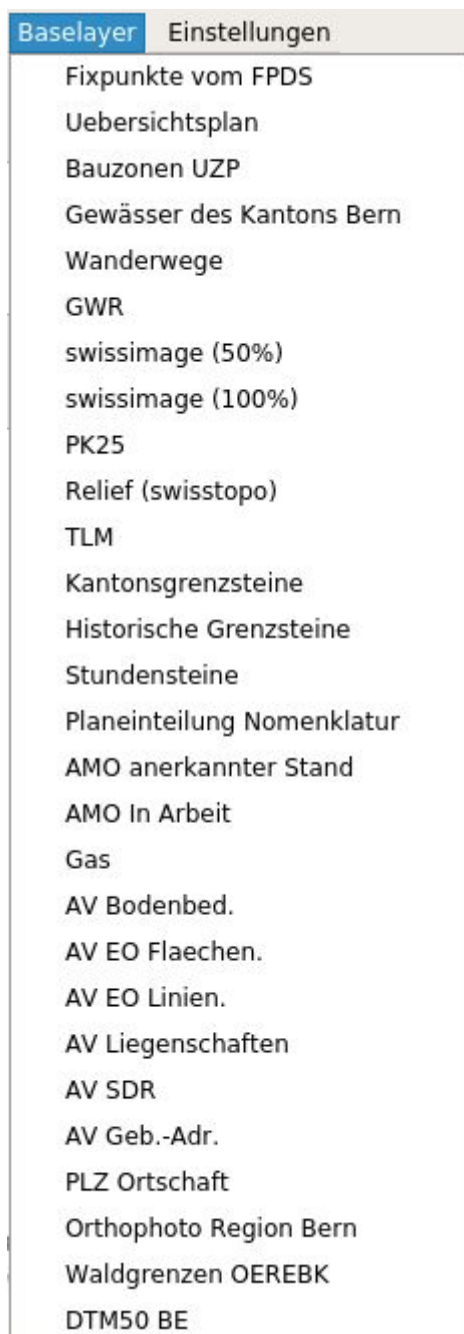 Baselayer Einstellungen
Fixpunkte vom FPDS
Uebersichtsplan
Bauzonen UZP
Gewässer des Kantons Bern
Wanderwege
GWR
swissimage (50%)
swissimage (100%)
PK25
Relief (swisstopo)
TLM
Kantonsgrenzsteine
Historische Grenzsteine
Stundensteine
Planeinteilung Nomenklatur
AMO anerkannter Stand
AMO In Arbeit
Gas
AV Bodenbed.
AV EO Flaechen.
AV EO Linien.
AV Liegenschaften
AV SDR
AV Geb.-Adr.
PLZ Ortschaft
Orthophoto Region Bern
Waldgrenzen OEREBK
DTM50 BE